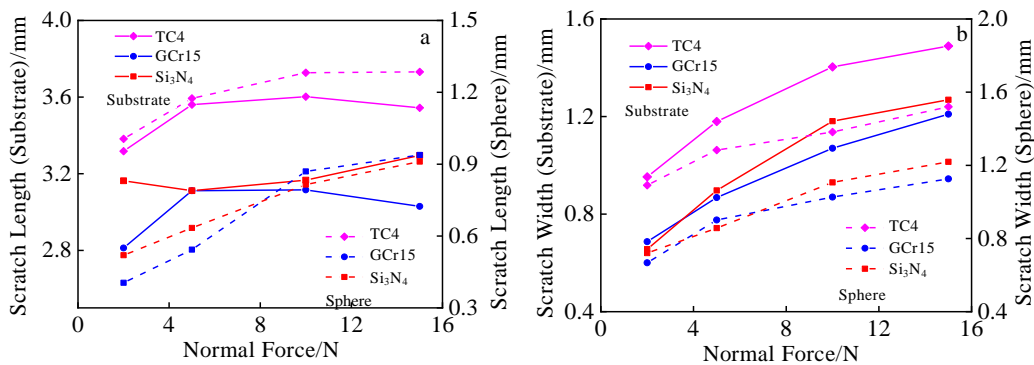 a
Scratch Length (Substrate)/mm
4.0
3.6
3.2
2.8
TC4
GCr15
Si₃N₄
Substrate
TC4
GCr15
Si₃N₄
Sphere
1.5
1.2
0.9
0.6
0.3
Scratch Length (Sphere)/mm
0 4 8 12 16
Normal Force/N
b
Scratch Width (Substrate)/mm
1.6
1.2
0.8
0.4
TC4
GCr15
Si₃N₄
Substrate
TC4
GCr15
Si₃N₄
Sphere
2.0
1.6
1.2
0.8
0.4
Scratch Width (Sphere)/mm
0 4 8 12 16
Normal Force/N